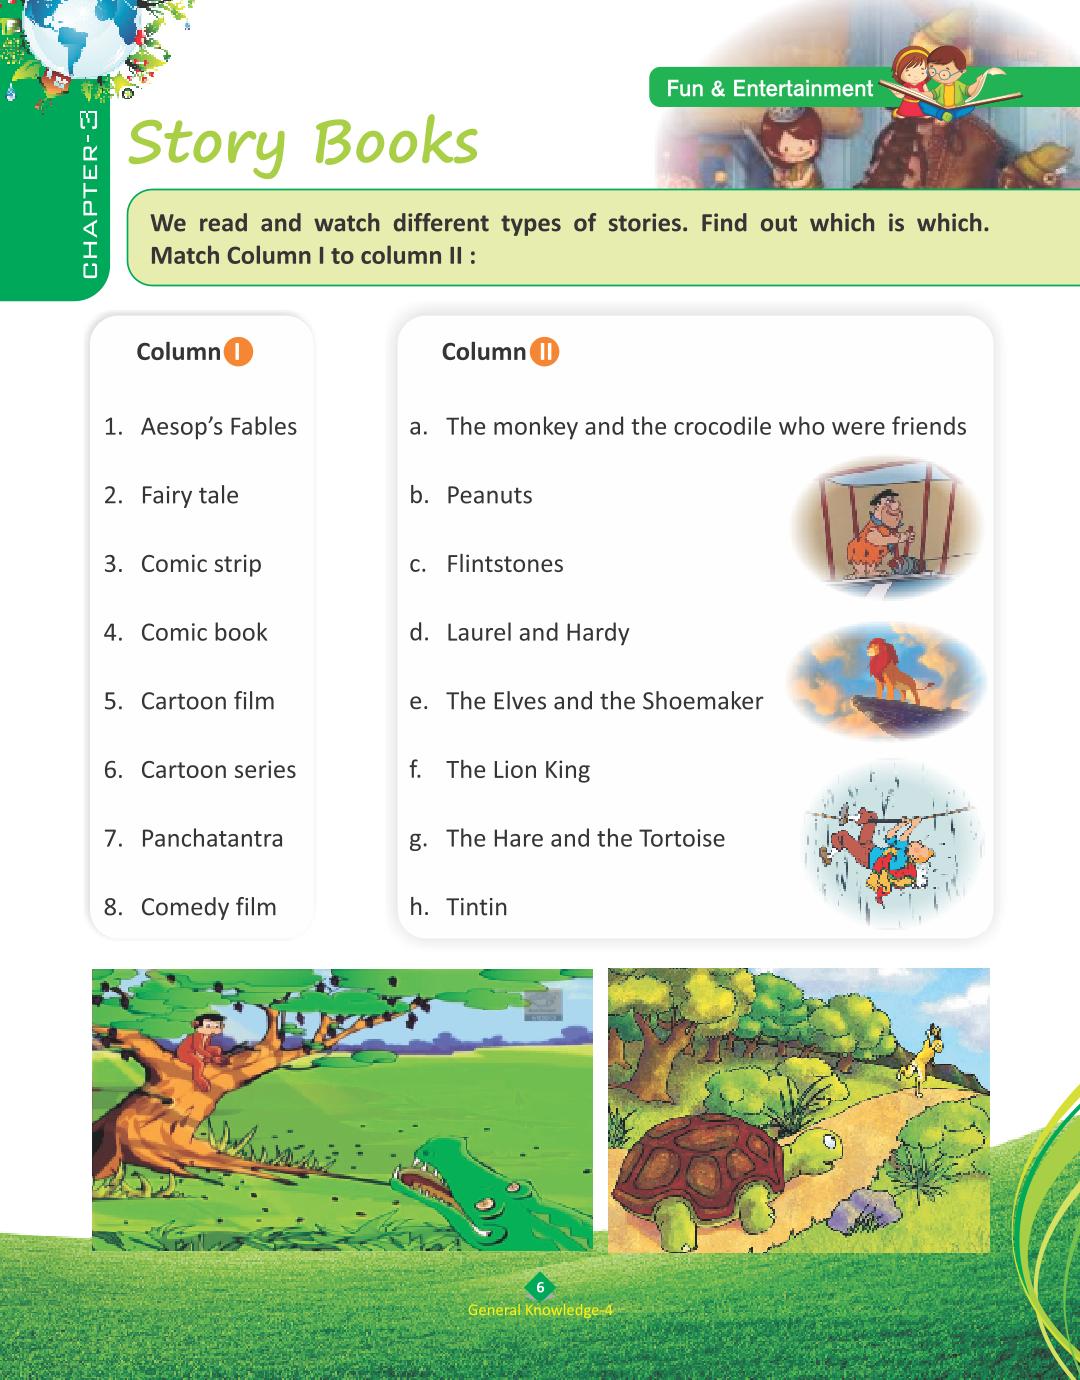 Fun & Entertainment
CHAPTER-3
Story Books
We read and watch different types of stories. Find out which is which.
Match Column I to column II :
Column I
1. Aesop’s Fables
2. Fairy tale
3. Comic strip
4. Comic book
5. Cartoon film
6. Cartoon series
7. Panchatantra
8. Comedy film
Column II
a. The monkey and the crocodile who were friends
b. Peanuts
c. Flintstones
d. Laurel and Hardy
e. The Elves and the Shoemaker
f. The Lion King
g. The Hare and the Tortoise
h. Tintin
6
General Knowledge-4